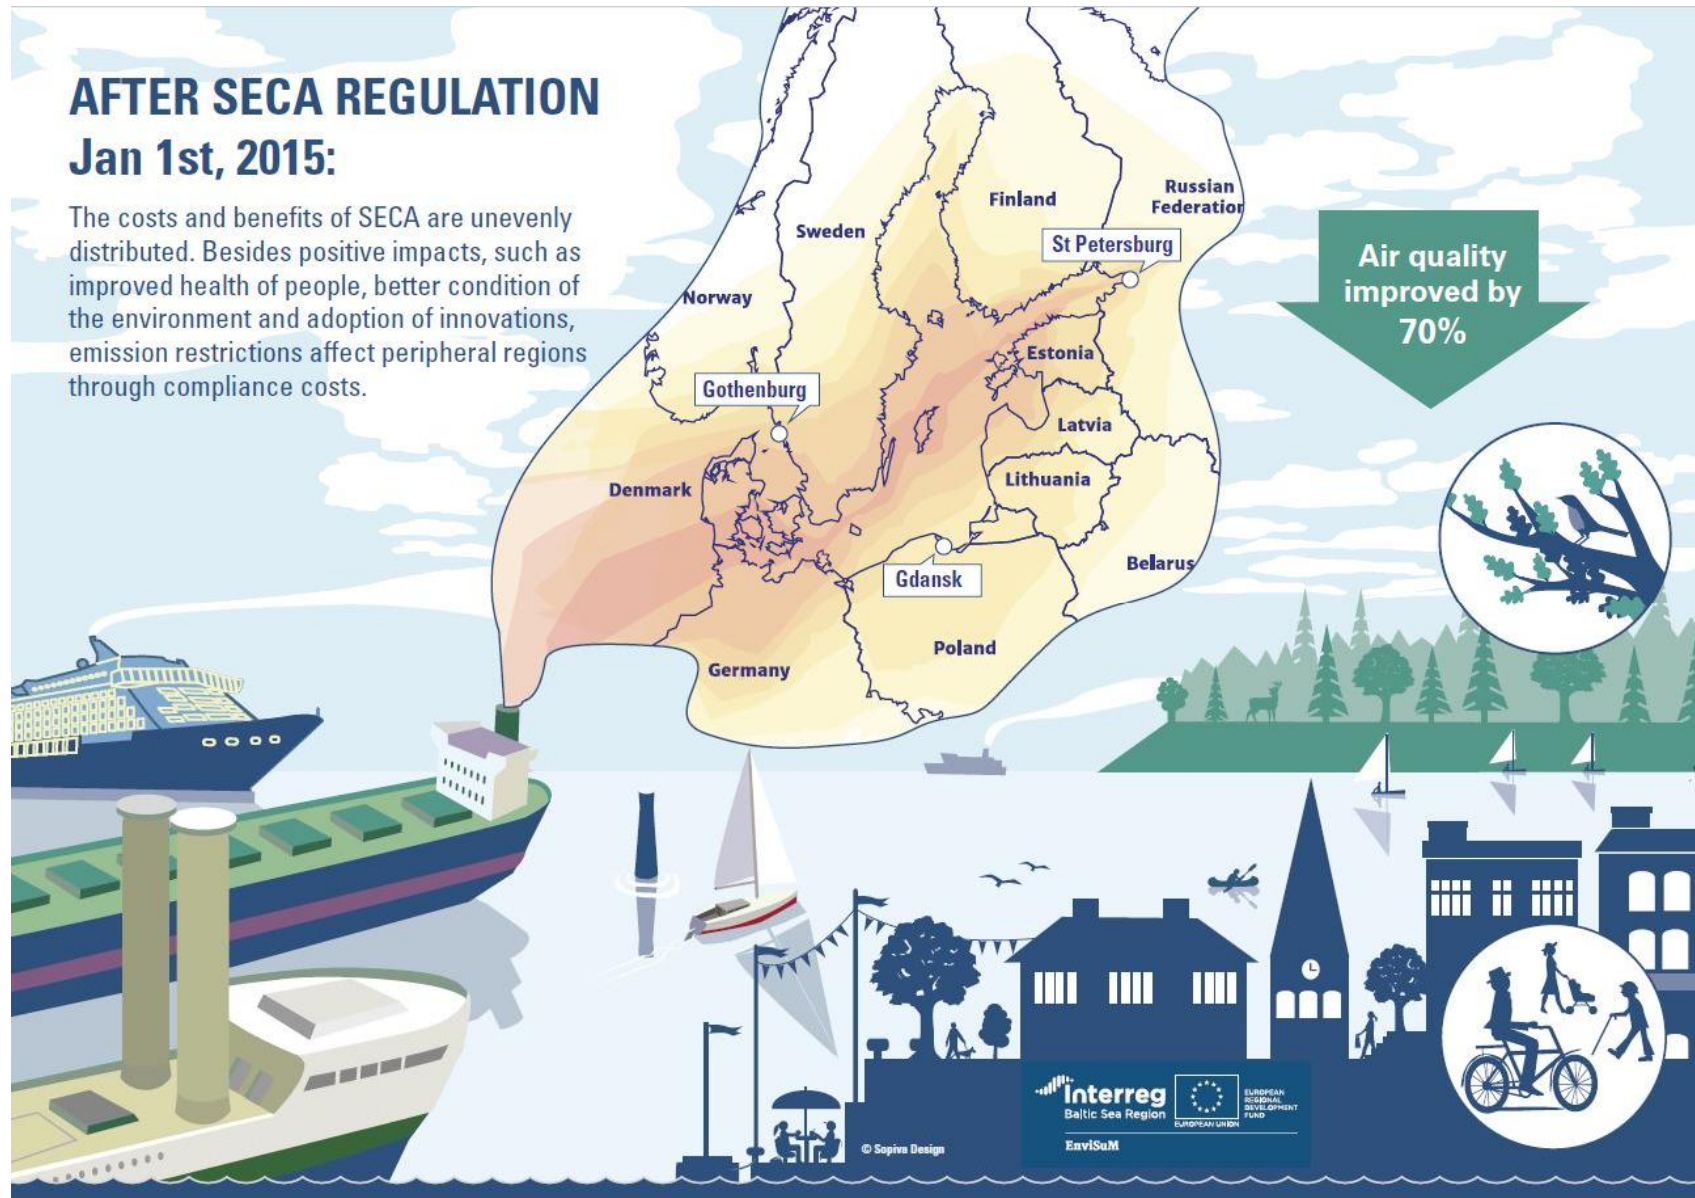 AFTER SECA REGULATION
Jan 1st, 2015:
The costs and benefits of SECA are unevenly
distributed. Besides positive impacts, such as
improved health of people, better condition of
the environment and adoption of innovations,
emission restrictions affect peripheral regions
through compliance costs.
Russian
Federation
Finland
Sweden
St Petersburg
Norway
Estonia
Gothenburg
Latvia
Lithuania
Denmark
Belarus
Gdansk
Poland
Germany
Air quality
improved by
70%
Interreg
Baltic Sea Region
EUROPEAN UNION
EUROPEAN
REGIONAL
DEVELOPMENT
FUND
EnviSuM
© Sopiva Design